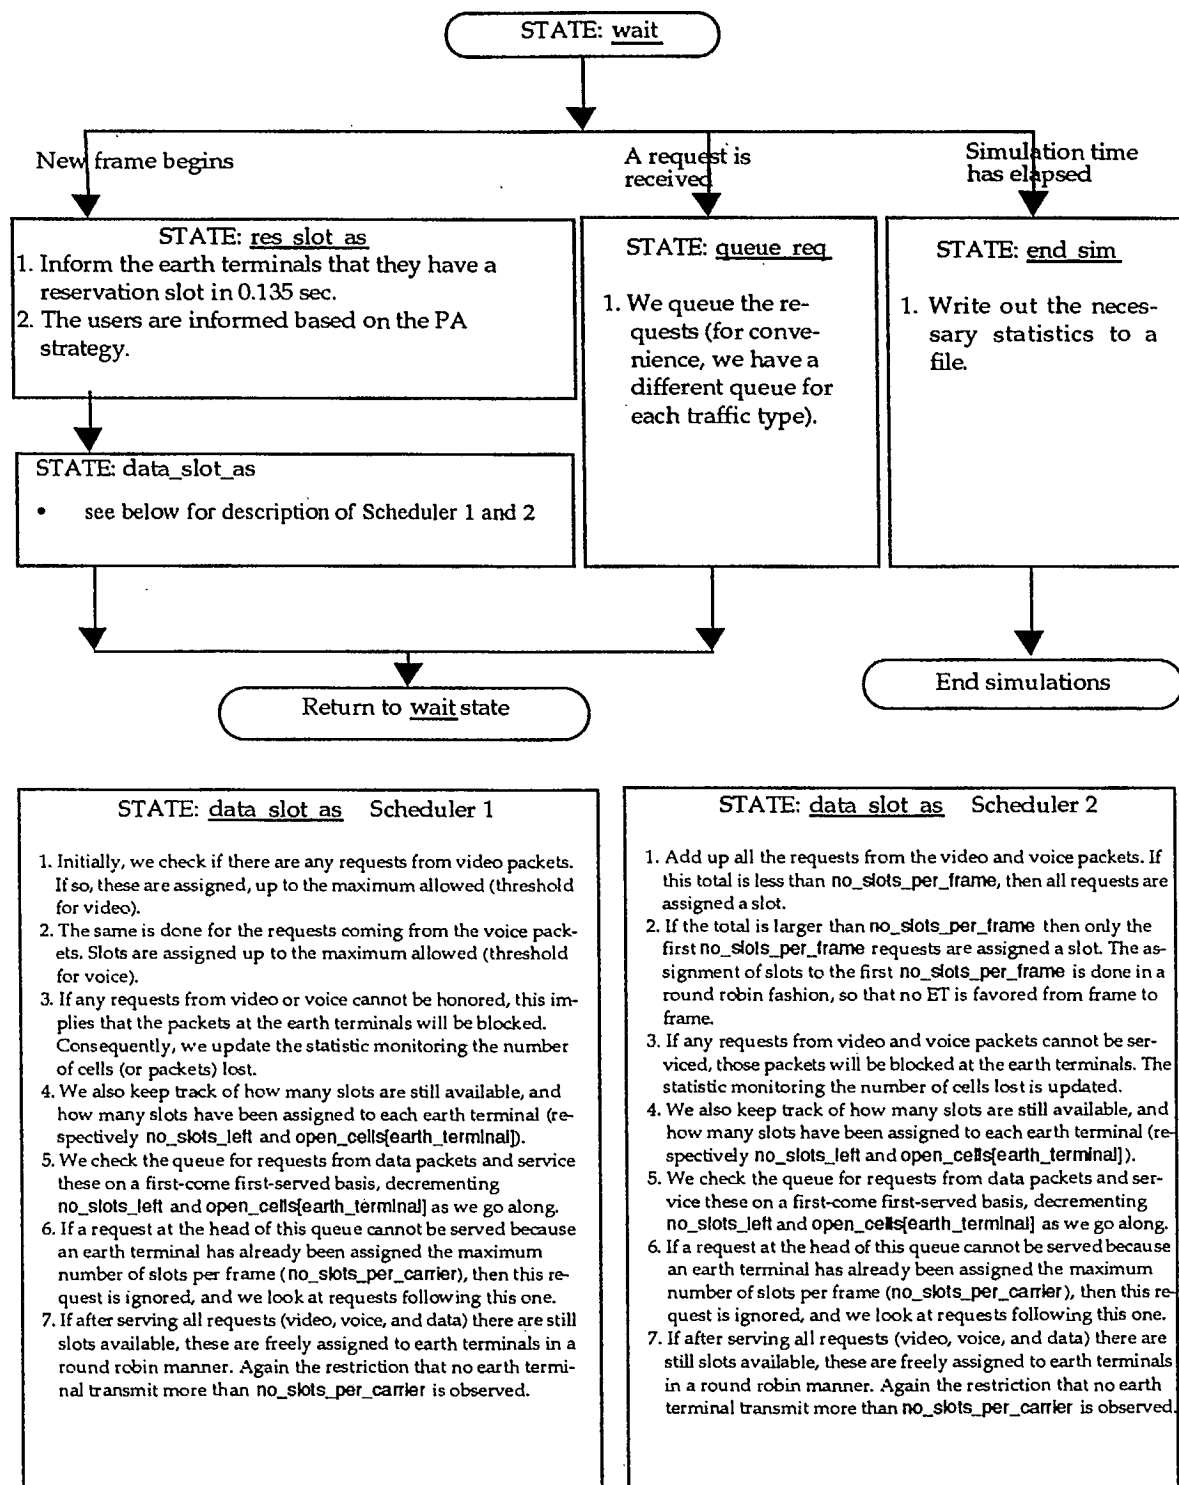 STATE: wait
New frame begins
A request is
received
Simulation time
has elapsed
STATE: res_slot_as
1. Inform the earth terminals that they have a
reservation slot in 0.135 sec.
2. The users are informed based on the PA
strategy.
STATE: queue_req
1. We queue the re-
quests (for conve-
nience, we have a
different queue for
each traffic type).
STATE: end_sim
1. Write out the neces-
sary statistics to a
file.
STATE: data_slot_as
• see below for description of Scheduler 1 and 2
Return to wait state
End simulations
STATE: data_slot_as Scheduler 1
1. Initially, we check if there are any requests from video packets.
If so, these are assigned, up to the maximum allowed (threshold
for video).
2. The same is done for the requests coming from the voice pack-
ets. Slots are assigned up to the maximum allowed (threshold
for voice).
3. If any requests from video or voice cannot be honored, this im-
plies that the packets at the earth terminals will be blocked.
Consequently, we update the statistic monitoring the number
of cells (or packets) lost.
4. We also keep track of how many slots are still available, and
how many slots have been assigned to each earth terminal (re-
spectively no_slots_left and open_cells[earth_terminal]).
5. We check the queue for requests from data packets and service
these on a first-come first-served basis, decrementing
no_slots_left and open_cells[earth_terminal] as we go along.
6. If a request at the head of this queue cannot be served because
an earth terminal has already been assigned the maximum
number of slots per frame (no_slots_per_carrier), then this re-
quest is ignored, and we look at requests following this one.
7. If after serving all requests (video, voice, and data) there are still
slots available, these are freely assigned to earth terminals in a
round robin manner. Again the restriction that no earth termi-
nal transmit more than no_slots_per_carrier is observed.
STATE: data_slot_as Scheduler 2
1. Add up all the requests from the video and voice packets. If
this total is less than no_slots_per_frame, then all requests are
assigned a slot.
2. If the total is larger than no_slots_per_frame then only the
first no_slots_per_frame requests are assigned a slot. The as-
signment of slots to the first no_slots_per_frame is done in a
round robin fashion, so that no ET is favored from frame to
frame.
3. If any requests from video and voice packets cannot be ser-
viced, those packets will be blocked at the earth terminals. The
statistic monitoring the number of cells lost is updated.
4. We also keep track of how many slots are still available, and
how many slots have been assigned to each earth terminal (re-
spectively no_slots_left and open_cells[earth_terminal]).
5. We check the queue for requests from data packets and ser-
vice these on a first-come first-served basis, decrementing
no_slots_left and open_cells[earth_terminal] as we go along.
6. If a request at the head of this queue cannot be served because
an earth terminal has already been assigned the maximum
number of slots per frame (no_slots_per_carrier), then this re-
quest is ignored, and we look at requests following this one.
7. If after serving all requests (video, voice, and data) there are
still slots available, these are freely assigned to earth terminals
in a round robin manner. Again the restriction that no earth
terminal transmit more than no_slots_per_carrier is observed.